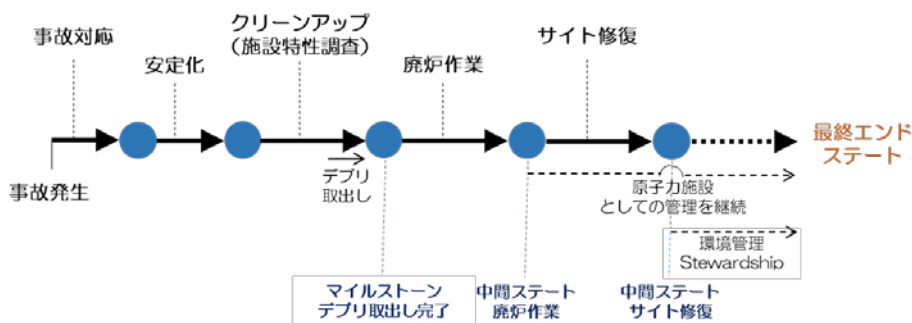 事故対応
安定化
クリーンアップ
(施設特性調査)
廃炉作業
サイト修復
最終エンド
ステート
事故発生
デブリ
取出し
原子力施設
としての管理を継続
環境管理
Stewardship
マイルストーン
デブリ取出し完了
中間ステート
廃炉作業
中間ステート
サイト修復